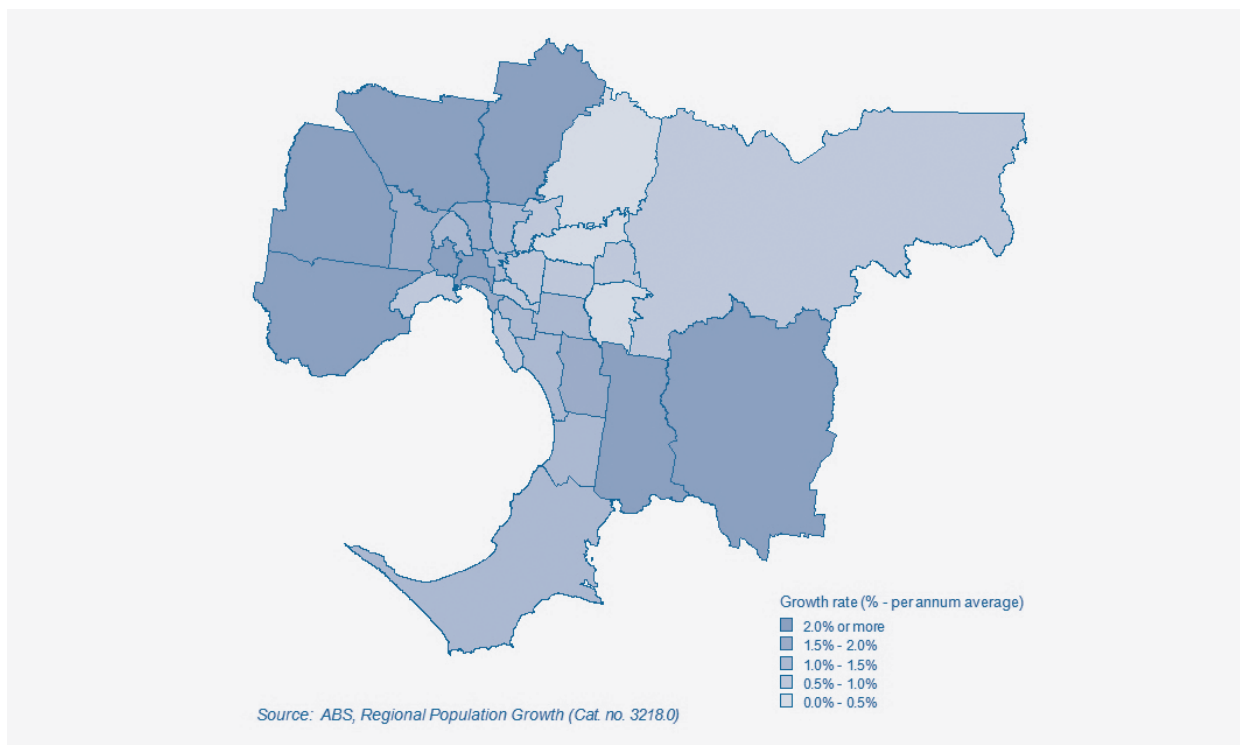 Growth rate (% - per annum average)
2.0% or more
1.5% - 2.0%
1.0% - 1.5%
0.5% - 1.0%
0.0% - 0.5%
Source: ABS, Regional Population Growth (Cat. no. 3218.0)